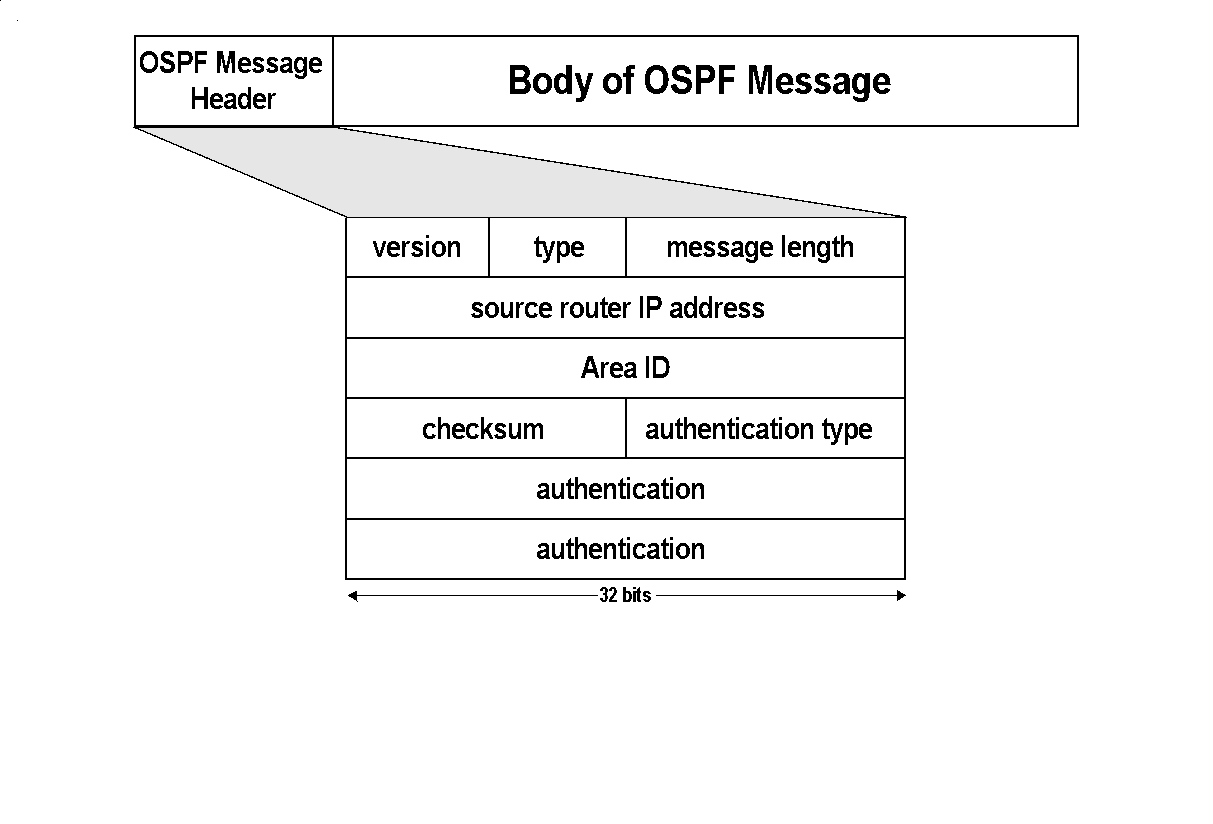 OSPF Message
Header
Body of OSPF Message
version type message length
source router IP address
Area ID
checksum authentication type
authentication
authentication
32 bits